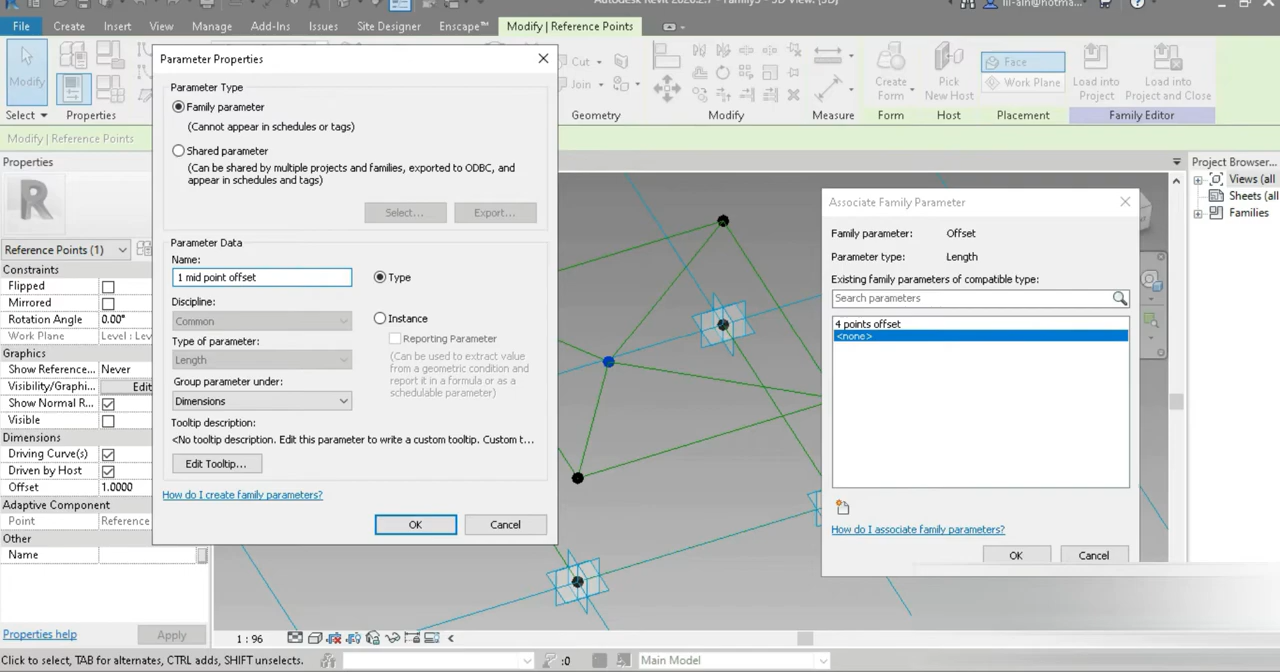 Autodesk Revit 2020.2.7 - Family3 - 3D View: {3D}
File
Create
Insert
View
Manage
Add-Ins
Issues
Site Designer
Enscape™
Modify | Reference Points
Modify
Select
Properties
Cut
Join
Geometry
Modify
Measure
Create
Form
Form
Pick
New Host
Host
Face
Work Plane
Placement
Load into
Project
Load into
Project and Close
Family Editor
Modify | Reference Points
Properties
R
Reference Points (1)
Constraints
Flipped
Mirrored
Rotation Angle
0.00°
Work Plane
Level : Lev
Graphics
Show Reference...
Never
Visibility/Graphi...
Edit
Show Normal R...
Visible
Dimensions
Driving Curve(s)
Driven by Host
Offset
1.0000
Adaptive Component
Point
Reference
Other
Name
Properties help
Apply
Parameter Properties
Parameter Type
Family parameter
(Cannot appear in schedules or tags)
Shared parameter
(Can be shared by multiple projects and families, exported to ODBC, and
appear in schedules and tags)
Select...
Export...
Parameter Data
Name:
1 mid point offset
Type
Discipline:
Common
Instance
Reporting Parameter
Type of parameter:
Length
(Can be used to extract value
from a geometric condition and
report it in a formula or as a
schedulable parameter)
Group parameter under:
Dimensions
Tooltip description:
<No tooltip description. Edit this parameter to write a custom tooltip. Custom t...
Edit Tooltip...
How do I create family parameters?
OK
Cancel
Associate Family Parameter
Family parameter:
Offset
Parameter type:
Length
Existing family parameters of compatible type:
Search parameters
4 points offset
<none>
How do I associate family parameters?
OK
Cancel
Project Browser...
Views (all
Sheets (all
Families
1 : 96
Click to select, TAB for alternates, CTRL adds, SHIFT unselects.
:0
Main Model